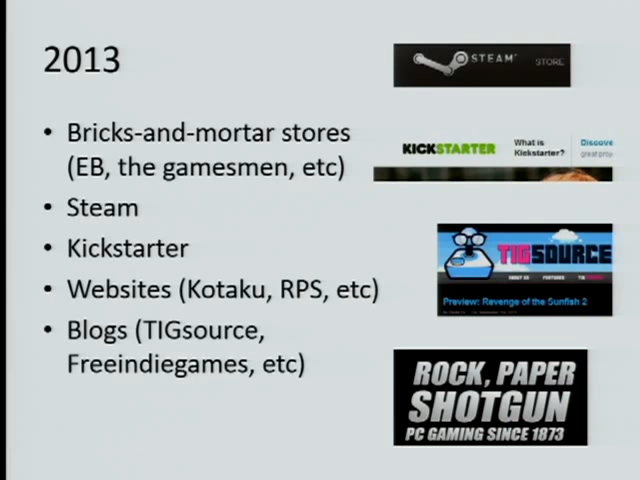 2013
• Bricks-and-mortar stores
(EB, the gamesmen, etc)
• Steam
• Kickstarter
• Websites (Kotaku, RPS, etc)
• Blogs (TIGsource,
Freeindiegames, etc)
STEAM
STORE
KICKSTARTER
What is
Kickstarter?
Discove
great
TIGSOURCE
ABOUT US FEATURES TIG
Preview: Revenge of the Sunfish 2
ROCK, PAPER
SHOTGUN
PC GAMING SINCE 1873